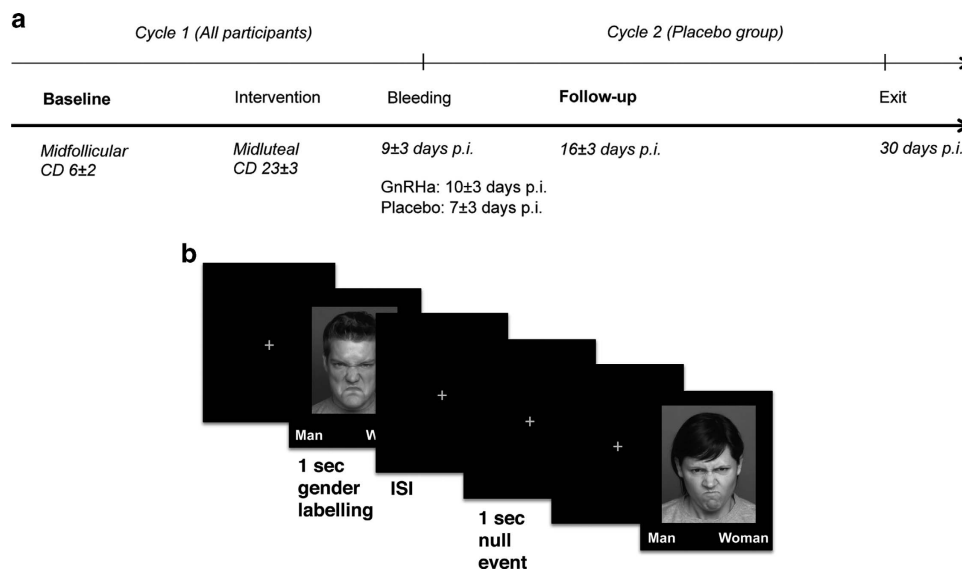 a
Cycle 1 (All participants)
Cycle 2 (Placebo group)
Baseline
Intervention
Bleeding
Follow-up
Exit
Midfollicular
CD 6±2
Midluteal
CD 23±3
9±3 days p.i.
16±3 days p.i.
30 days p.i.
GnRHa: 10±3 days p.i.
Placebo: 7±3 days p.i.
b
Man W
1 sec
gender
labelling
ISI
1 sec
null
event
Man Woman